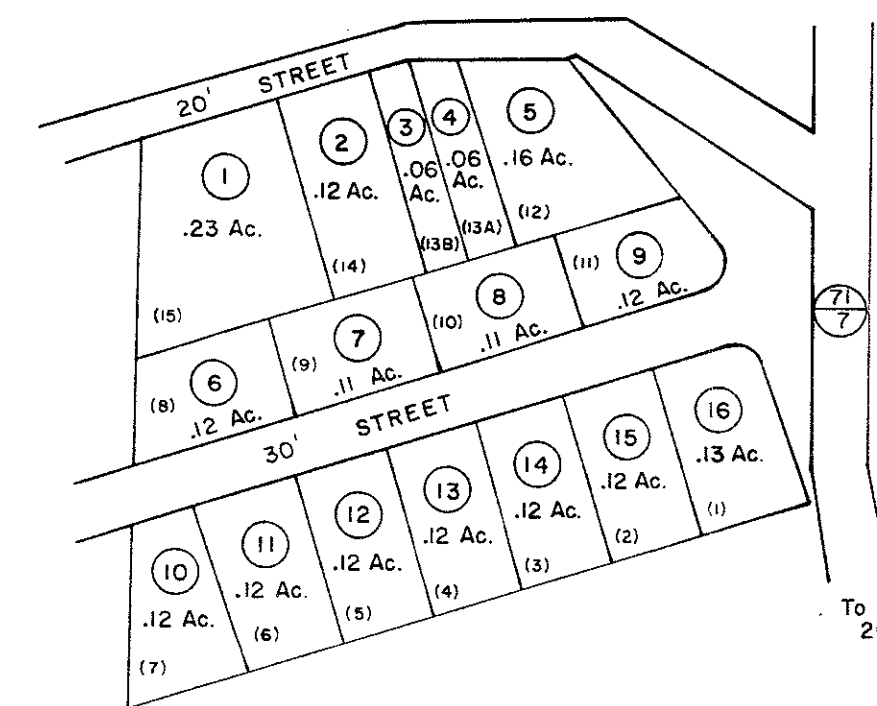 20' STREET
1
.23 Ac.
(15)
2
.12 Ac.
(14)
3
.06
Ac.
(13B)
4
.06
Ac.
(13A)
5
.16 Ac.
(12)
6
(8)
.12 Ac.
7
(9)
.11 Ac.
8
(10)
.11 Ac.
9
(11)
.12 Ac.
71
7
30' STREET
10
.12 Ac.
(7)
11
.12 Ac.
(6)
12
.12 Ac.
(5)
13
.12 Ac.
(4)
14
.12 Ac.
(3)
15
.12 Ac.
(2)
16
.13 Ac.
(1)
To